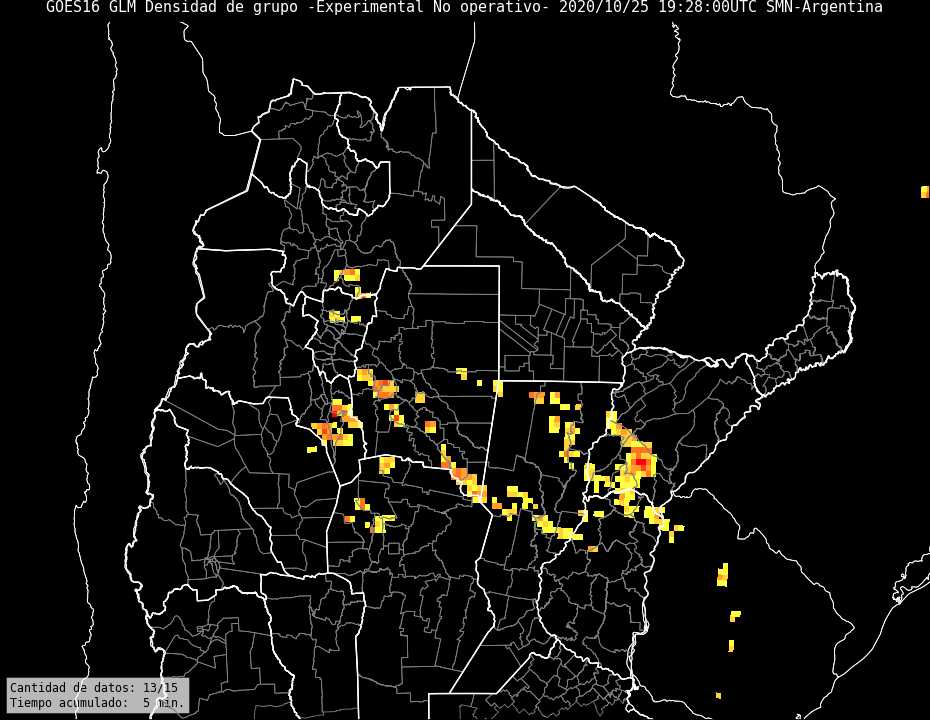 GOES16 GLM Densidad de grupo -Experimental No operativo- 2020/10/25 19:28:00UTC SMN-Argentina
Cantidad de datos: 13/15
Tiempo acumulado:  5 min.